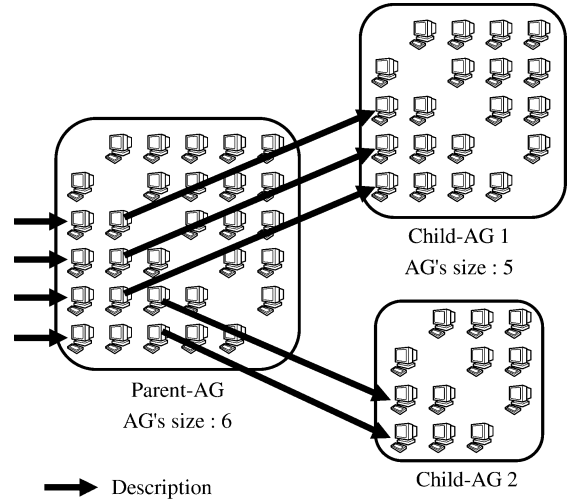 Child-AG 1
AG's size : 5
Parent-AG
AG's size : 6
Child-AG 2
Description